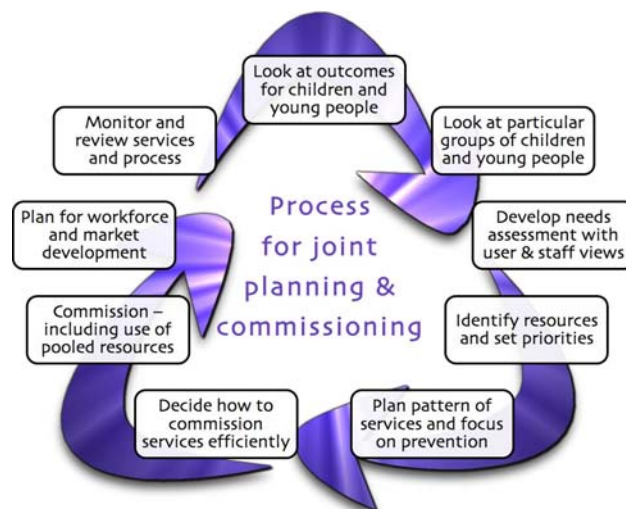 Look at outcomes
for children and
young people
Look at particular
groups of children
and young people
Develop needs
assessment with
user & staff views
Identify resources
and set priorities
Plan pattern of
services and focus
on prevention
Decide how to
commission
services efficiently
Commission –
including use of
pooled resources
Plan for workforce
and market
development
Monitor and
review services
and process
Process
for joint
planning &
commissioning